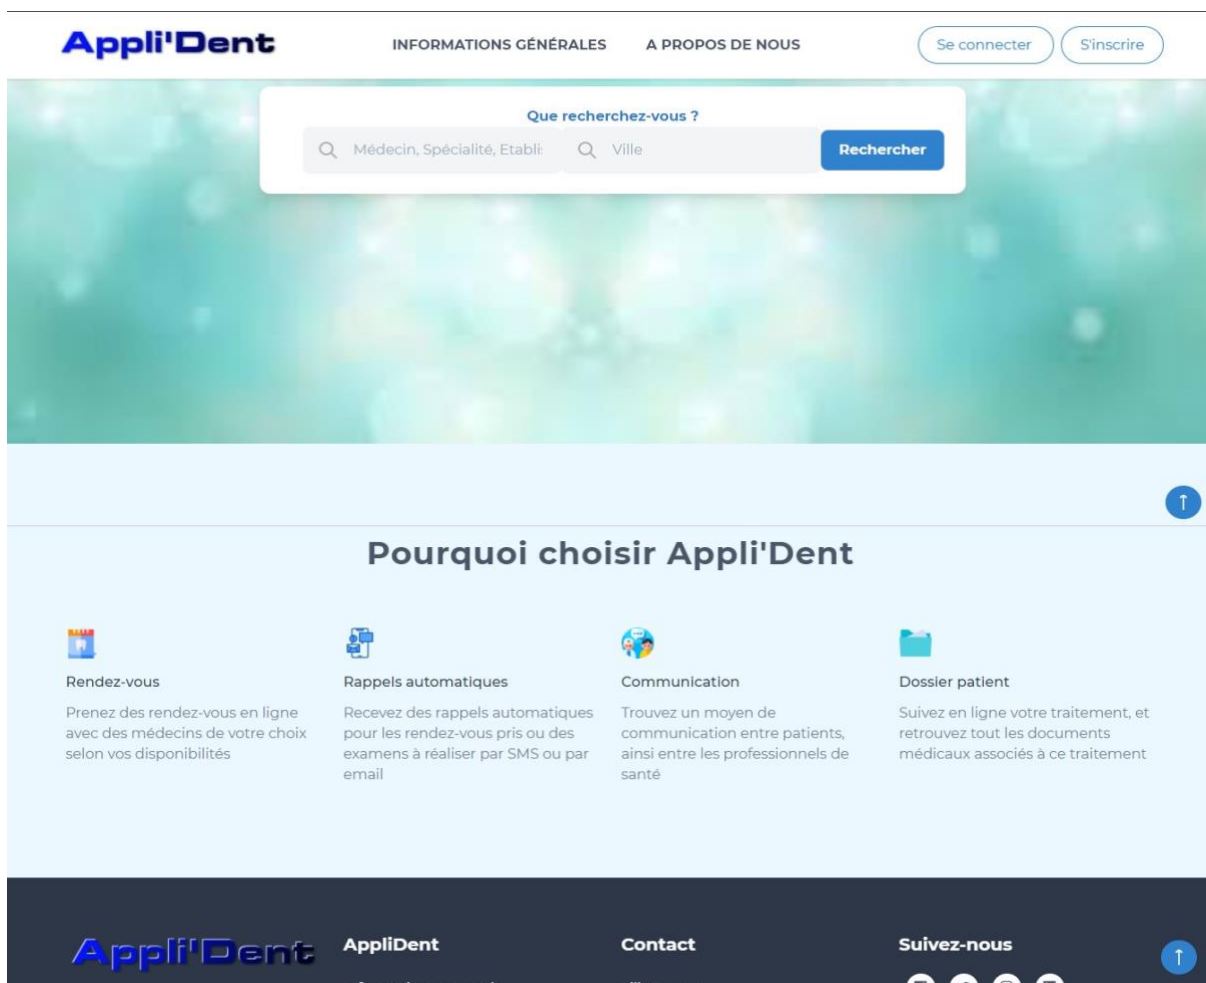 Appli'Dent
INFORMATIONS GÉNÉRALES
A PROPOS DE NOUS
Se connecter
S'inscrire
Que recherchez-vous ?
Médecin, Spécialité, Etabli
Ville
Rechercher
Pourquoi choisir Appli'Dent
Rendez-vous
Prenez des rendez-vous en ligne
avec des médecins de votre choix
selon vos disponibilités
Rappels automatiques
Recevez des rappels automatiques
pour les rendez-vous pris ou des
examens à réaliser par SMS ou par
email
Communication
Trouvez un moyen de
communication entre patients,
ainsi entre les professionnels de
santé
Dossier patient
Suivez en ligne votre traitement, et
retrouvez tout les documents
médicaux associés à ce traitement
Appli'Dent
AppliDent
Contact
Suivez-nous